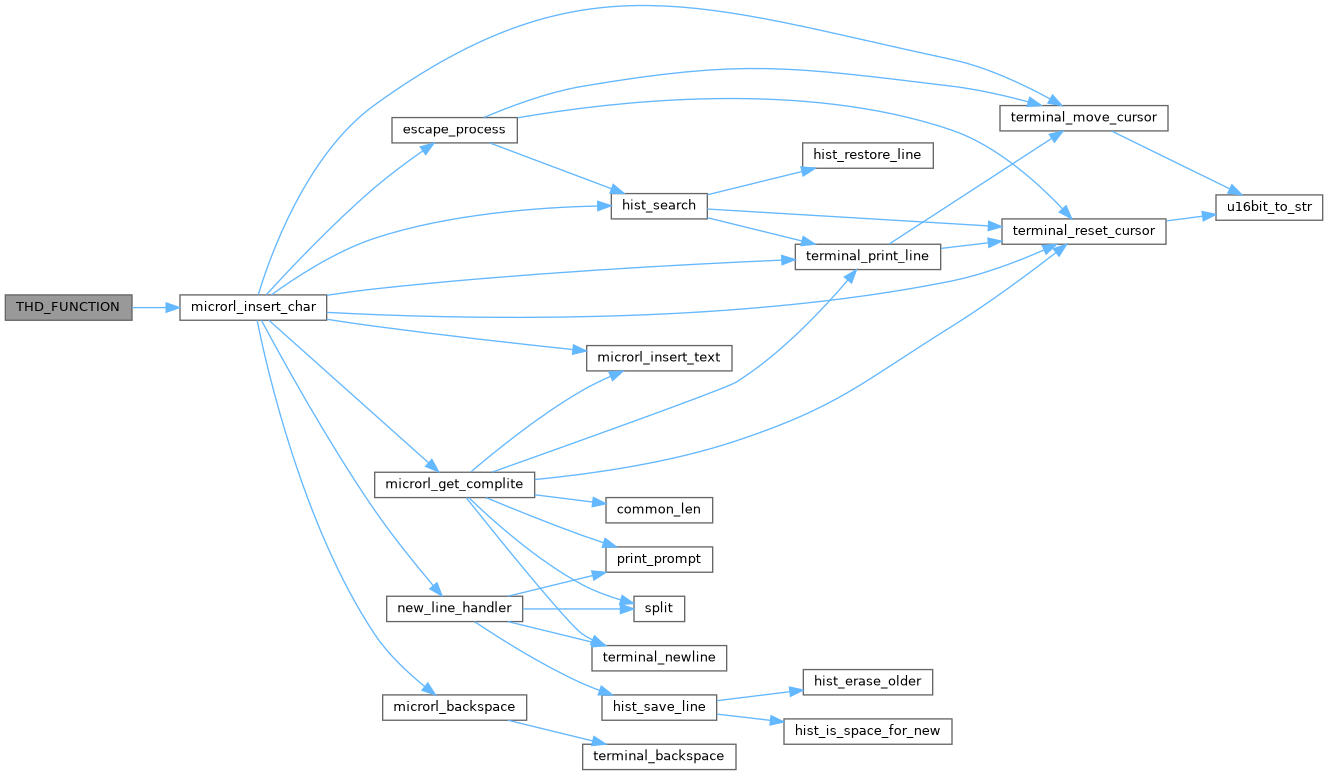 terminal_move_cursor
escape_process
hist_restore_line
hist_search
u16bit_to_str
terminal_reset_cursor
terminal_print_line
THD_FUNCTION
microrl_insert_char
microrl_insert_text
microrl_get_complite
common_len
print_prompt
new_line_handler
split
terminal_newline
hist_erase_older
microrl_backspace
hist_save_line
hist_is_space_for_new
terminal_backspace